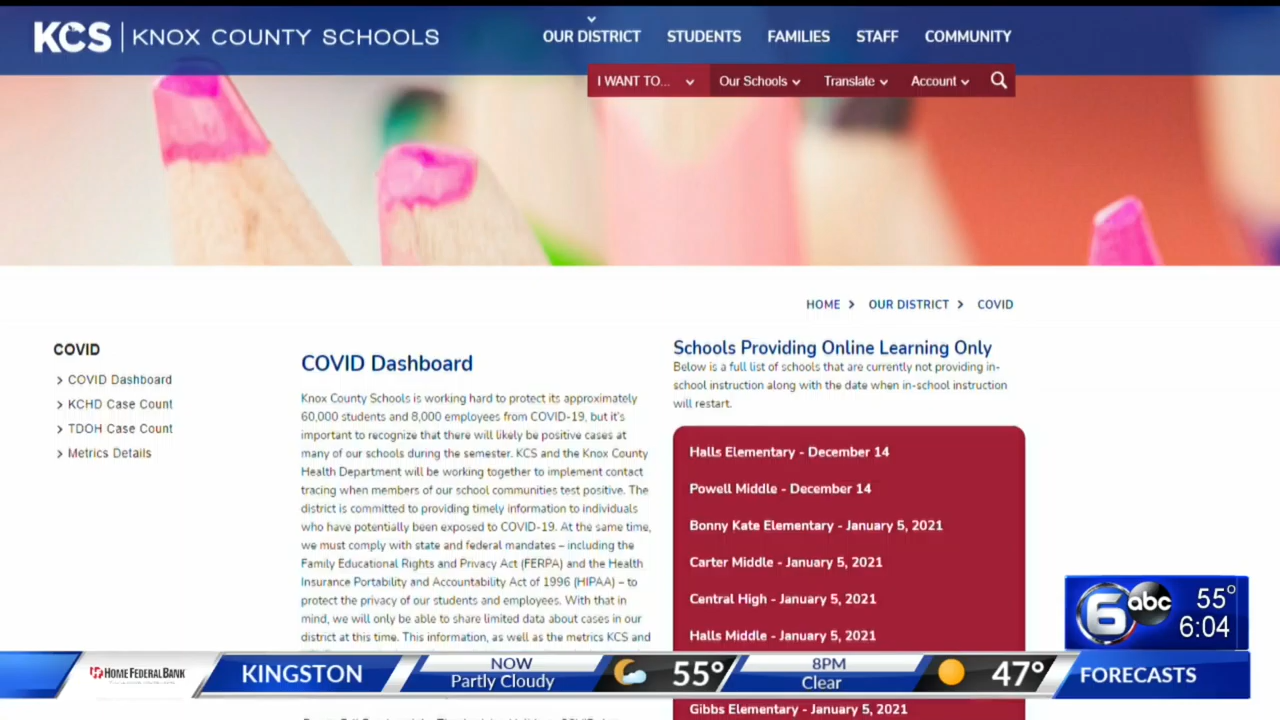 KCS | KNOX COUNTY SCHOOLS
OUR DISTRICT STUDENTS FAMILIES STAFF COMMUNITY
I WANT TO... Our Schools Translate Account
HOME > OUR DISTRICT > COVID
COVID
> COVID Dashboard
> KCHD Case Count
> TDOH Case Count
> Metrics Details
COVID Dashboard
Knox County Schools is working hard to protect its approximately
60,000 students and 8,000 employees from COVID-19, but it's
important to recognize that there will likely be positive cases at
many of our schools during the semester. KCS and the Knox County
Health Department will be working together to implement contact
tracing when members of our school communities test positive. The
district is committed to providing timely information to individuals
who have potentially been exposed to COVID-19. At the same time,
we must comply with state and federal mandates – including the
Family Educational Rights and Privacy Act (FERPA) and the Health
Insurance Portability and Accountability Act of 1996 (HIPAA) – to
protect the privacy of our students and employees. With that in
mind, we will only be able to share limited data about cases in our
district at this time. This information, as well as the metrics KCS and
Schools Providing Online Learning Only
Below is a full list of schools that are currently not providing in-
school instruction along with the date when in-school instruction
will restart.
Halls Elementary - December 14
Powell Middle - December 14
Bonny Kate Elementary - January 5, 2021
Carter Middle - January 5, 2021
Central High - January 5, 2021
Halls Middle - January 5, 2021
Gibbs Elementary - January 5, 2021
6 abc 55°
6:04
HOME FEDERAL BANK
KINGSTON
NOW
Partly Cloudy
55°
8PM
Clear
47°
FORECASTS